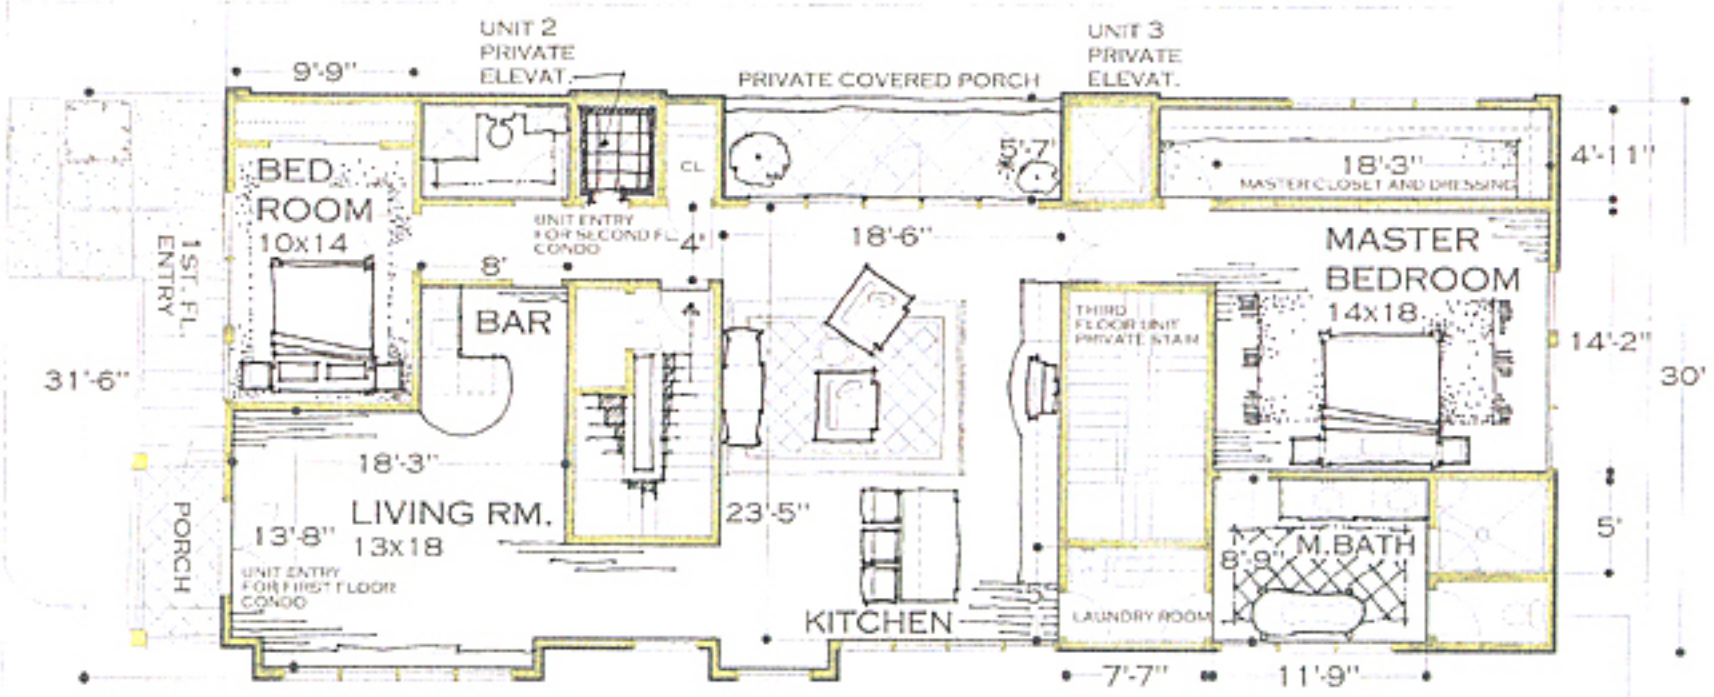 UNIT 2
PRIVATE
ELEVAT.
UNIT 3
PRIVATE
ELEVAT.
9'-9"
PRIVATE COVERED PORCH
BED
ROOM
10x14
CL
5'-7'
18'-3"
MASTER CLOSET AND DRESSING
4'-11"
UNIT ENTRY
FOR SECOND FL.
CONDO
4'
18'-6"
8'
MASTER
BEDROOM
14x18
1ST. FL.
ENTRY
BAR
THIRD
FLOOR UNIT
PRIVATE STAIR
14'-2"
31'-6"
30'
18'-3"
LIVING RM.
13x18
13'-8"
23'-5"
PORCH
UNIT ENTRY
FOR FIRST FLOOR
CONDO
5'
M.BATH
8'-9"
5'
KITCHEN
LAUNDRY ROOM
7'-7"
11'-9"